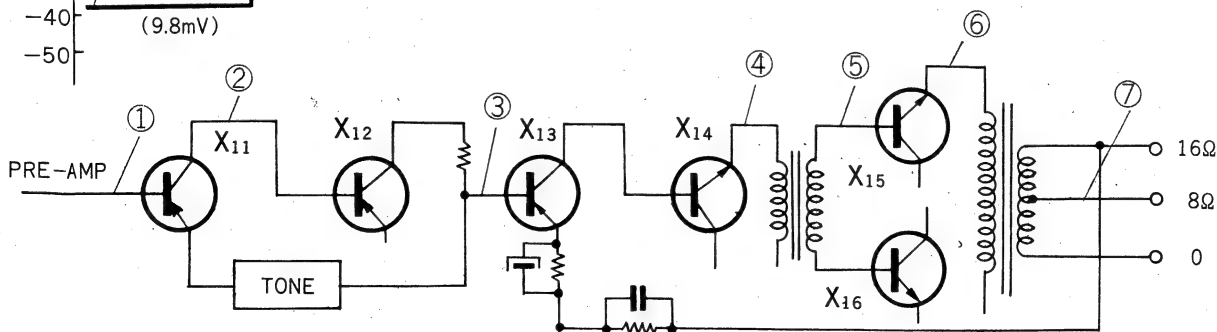 -40
(9.8mV)
-50
⑥
④
⑤
②
③
⑦
①
X11
X12
X13
X14
16Ω
PRE-AMP
X15
8Ω
0
TONE
X16